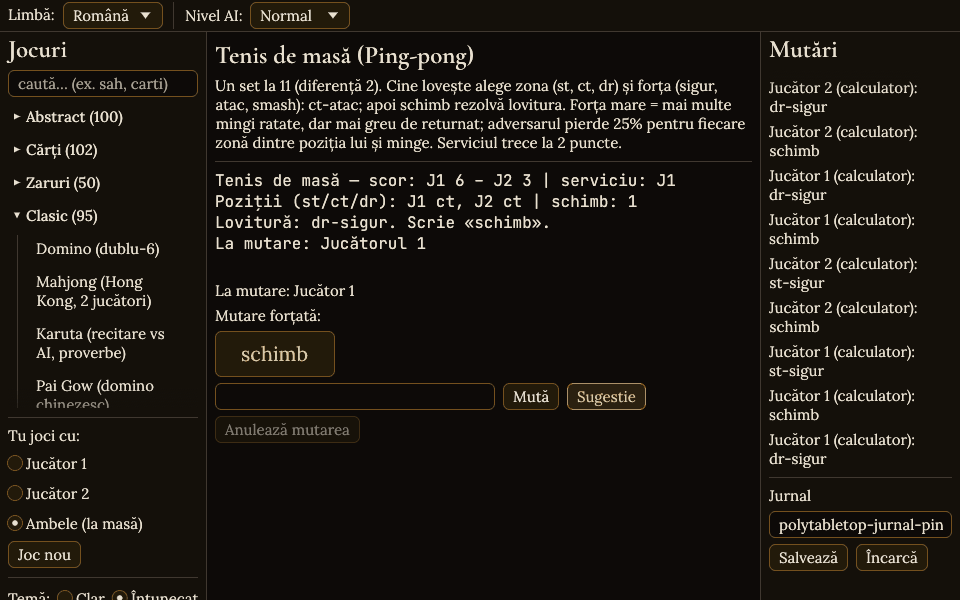 Limbă: Română ▼ Nivel AI: Normal ▼
Jocuri
caută... (ex. sah, carti)
▸ Abstract (100)
▸ Cărți (102)
▸ Zaruri (50)
▾ Clasic (95)
Domino (dublu-6)
Mahjong (Hong
Kong, 2 jucători)
Karuta (recitare vs
AI, proverbe)
Pai Gow (domino
chinezesc)
Tu joci cu:
Jucător 1
Jucător 2
Ambele (la masă)
Joc nou
Temă: Clar Întunecat
Tenis de masă (Ping-pong)
Un set la 11 (diferență 2). Cine lovește alege zona (st, ct, dr) și forța (sigur,
atac, smash): ct-atac; apoi schimb rezolvă lovitura. Forța mare = mai multe
mingi ratate, dar mai greu de returnat; adversarul pierde 25% pentru fiecare
zonă dintre poziția lui și minge. Serviciul trece la 2 puncte.
Tenis de masă — scor: J1 6 – J2 3 | serviciu: J1
Poziții (st/ct/dr): J1 ct, J2 ct | schimb: 1
Lovitură: dr-sigur. Scrie «schimb».
La mutare: Jucătorul 1
La mutare: Jucător 1
Mutare forțată:
schimb
Mută Sugestie
Anulează mutarea
Mutări
Jucător 2 (calculator):
dr-sigur
Jucător 2 (calculator):
schimb
Jucător 1 (calculator):
dr-sigur
Jucător 1 (calculator):
schimb
Jucător 2 (calculator):
st-sigur
Jucător 2 (calculator):
schimb
Jucător 1 (calculator):
st-sigur
Jucător 1 (calculator):
schimb
Jucător 1 (calculator):
dr-sigur
Jurnal
polytabletop-jurnal-pin
Salvează Încarcă